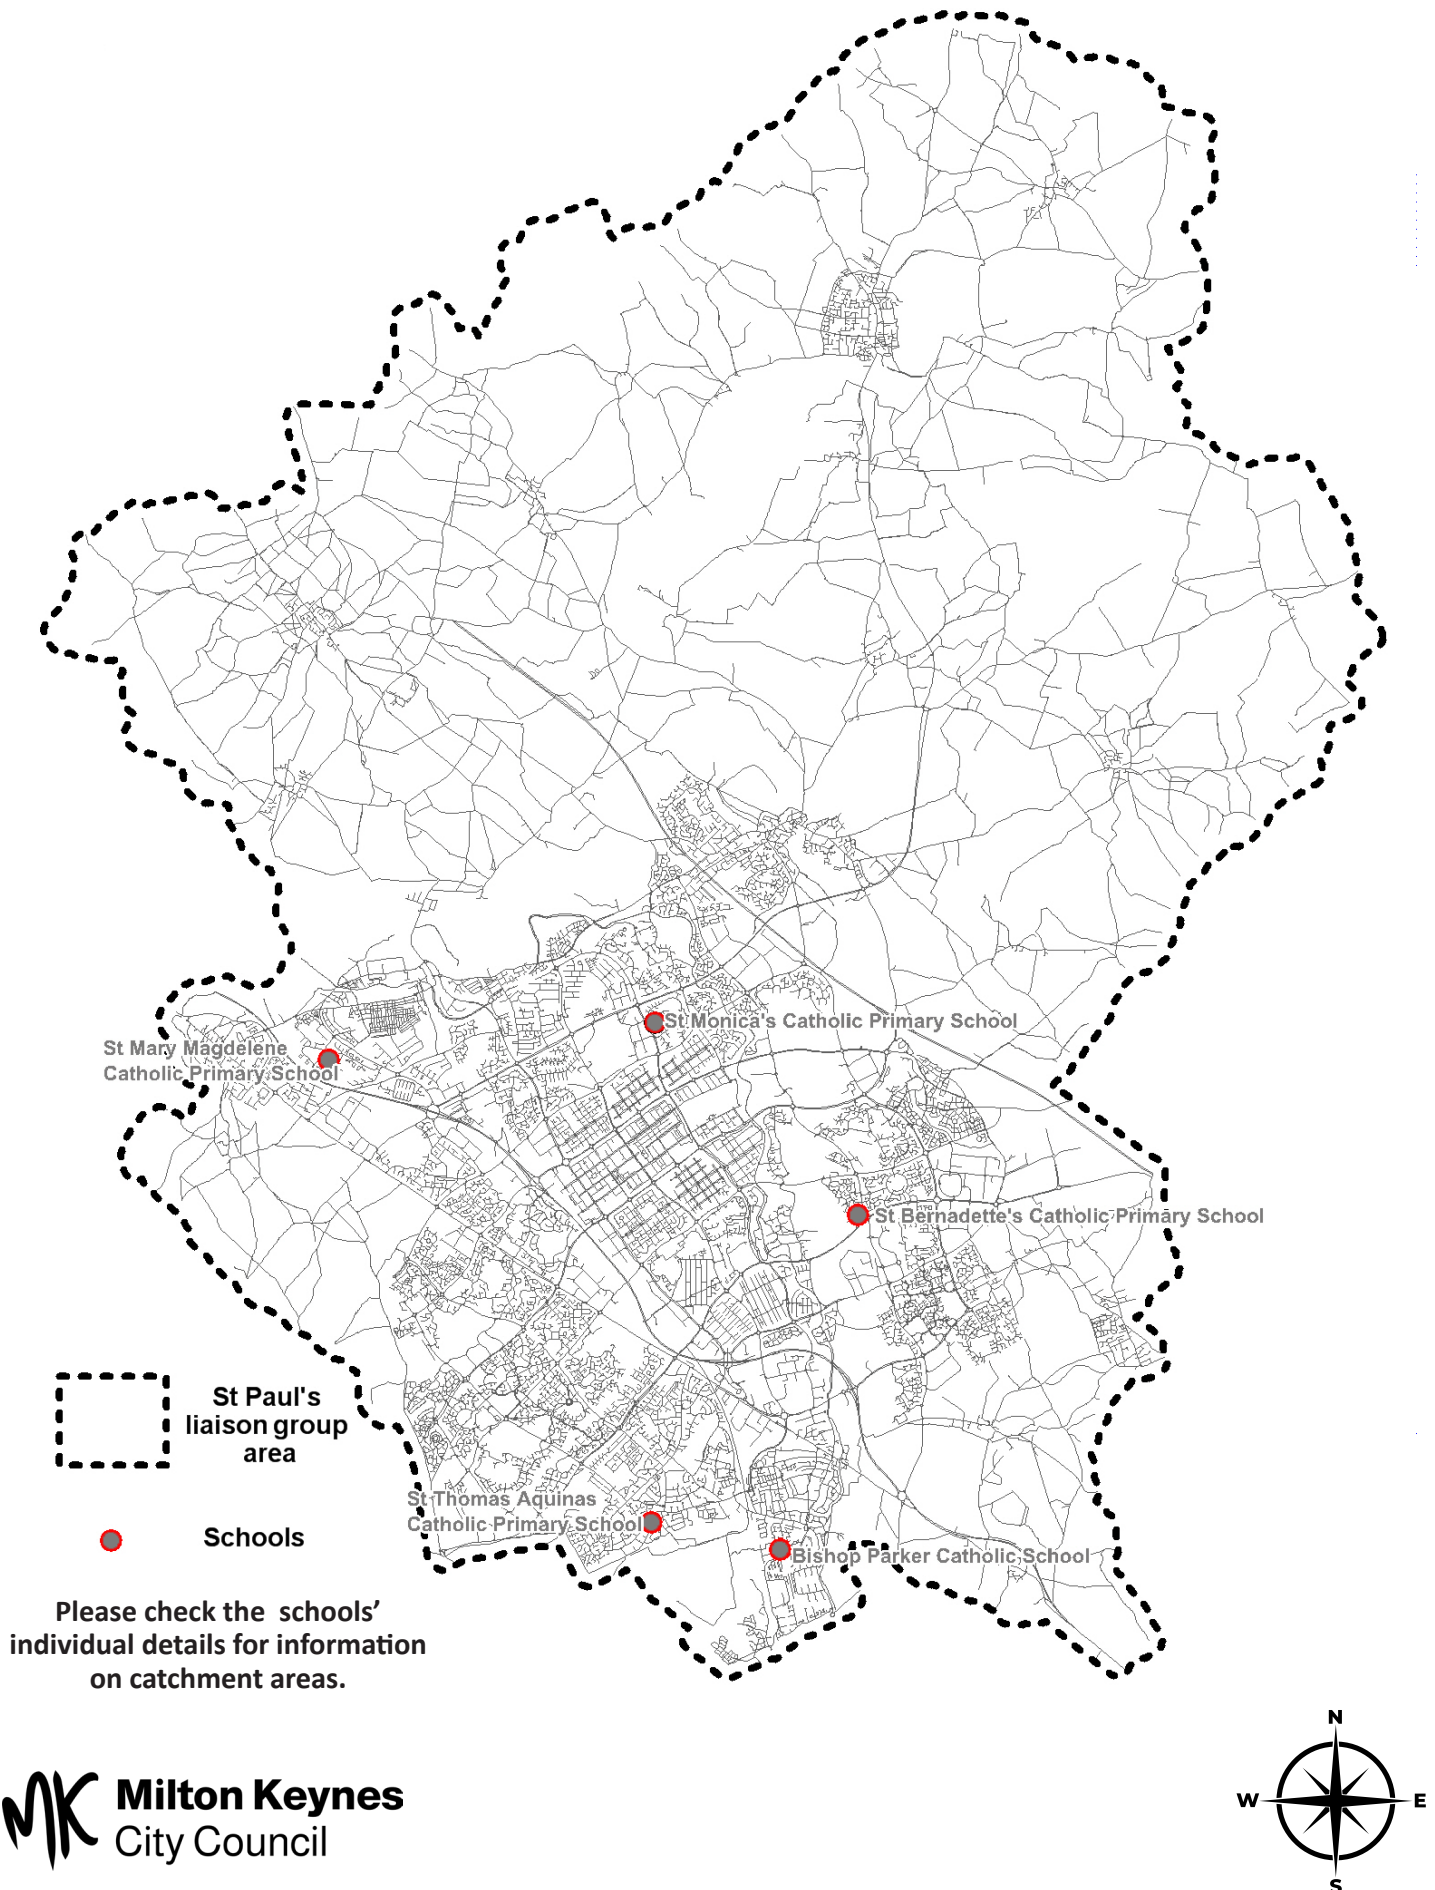 St Monica's Catholic Primary School
St Mary Magdelene
Catholic Primary School
St Bernadette's Catholic Primary School
St Paul's
liaison group
area
St Thomas Aquinas
Catholic Primary School
Schools
Bishop Parker Catholic School
Please check the schools’
individual details for information
on catchment areas.
N
W
E
S
MK
Milton Keynes
City Council